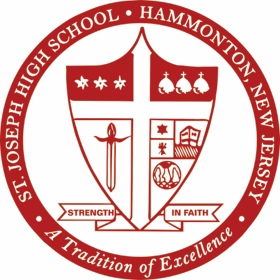 ST. JOSEPH HIGH SCHOOL • HAMMONTON, NEW JERSEY
STRENGTH IN FAITH
• A Tradition of Excellence •